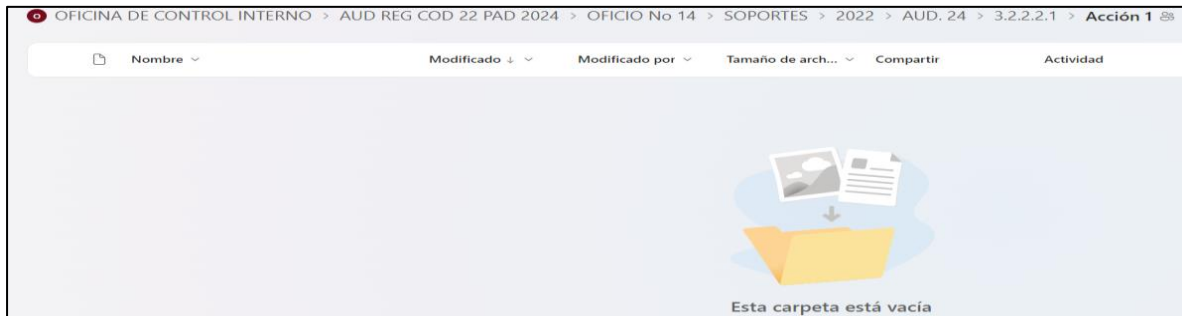 O OFICINA DE CONTROL INTERNO > AUD REG COD 22 PAD 2024 > OFICIO No 14 > SOPORTES > 2022 > AUD. 24 > 3.2.2.2.1 > Acción 1
Nombre Modificado ↓ Modificado por Tamaño de arch... Compartir Actividad
Esta carpeta está vacía